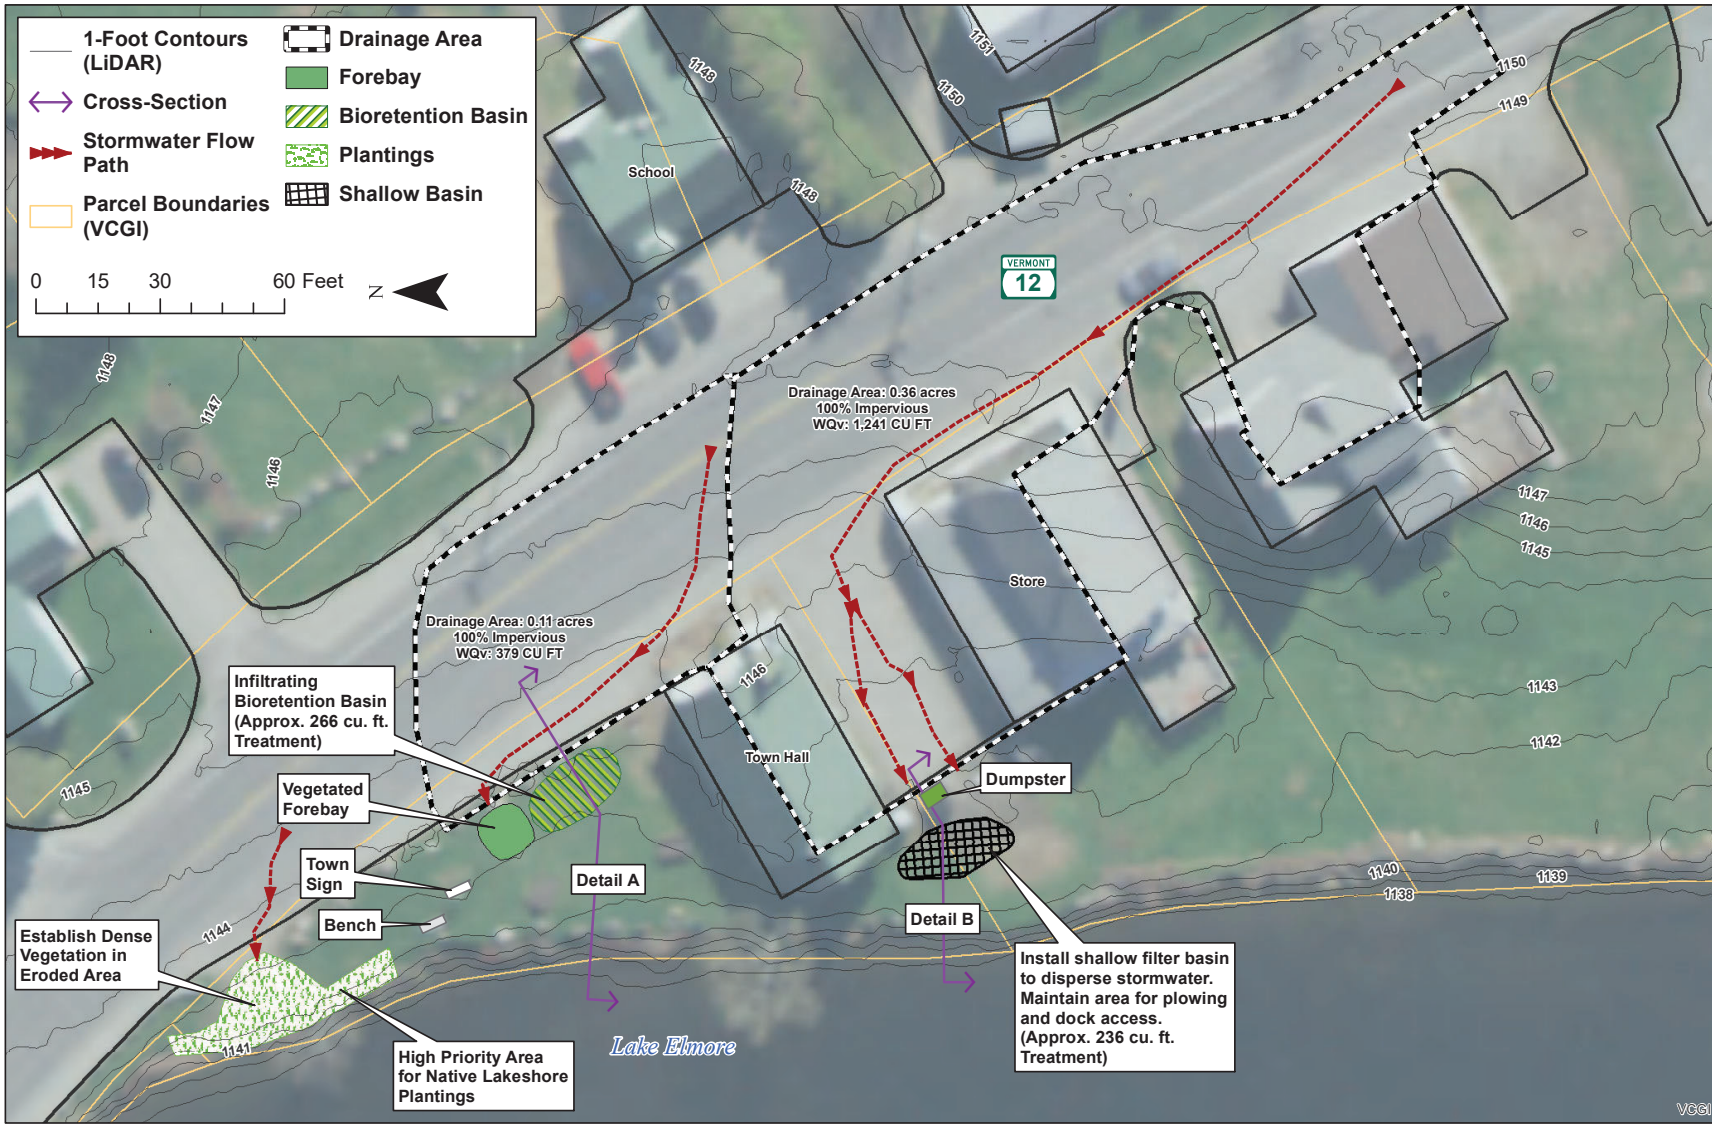 1-Foot Contours
(LiDAR)
Cross-Section
Stormwater Flow
Path
Parcel Boundaries
(VCGI)
Drainage Area
Forebay
Bioretention Basin
Plantings
Shallow Basin
0 15 30 60 Feet
N
1151
1148
1150
1150
1149
School
1148
VERMONT
12
1148
1147
1146
Drainage Area: 0.36 acres
100% Impervious
WQv: 1,241 CU FT
1147
1146
1145
Store
Drainage Area: 0.11 acres
100% Impervious
WQv: 379 CU FT
1146
Infiltrating
Bioretention Basin
(Approx. 266 cu. ft.
Treatment)
1143
1142
Town Hall
Dumpster
1145
Vegetated
Forebay
Town
Sign
Detail A
1140
1139
1138
Bench
Detail B
1144
Establish Dense
Vegetation in
Eroded Area
Install shallow filter basin
to disperse stormwater.
Maintain area for plowing
and dock access.
(Approx. 236 cu. ft.
Treatment)
1141
Lake Elmore
High Priority Area
for Native Lakeshore
Plantings
VCGI